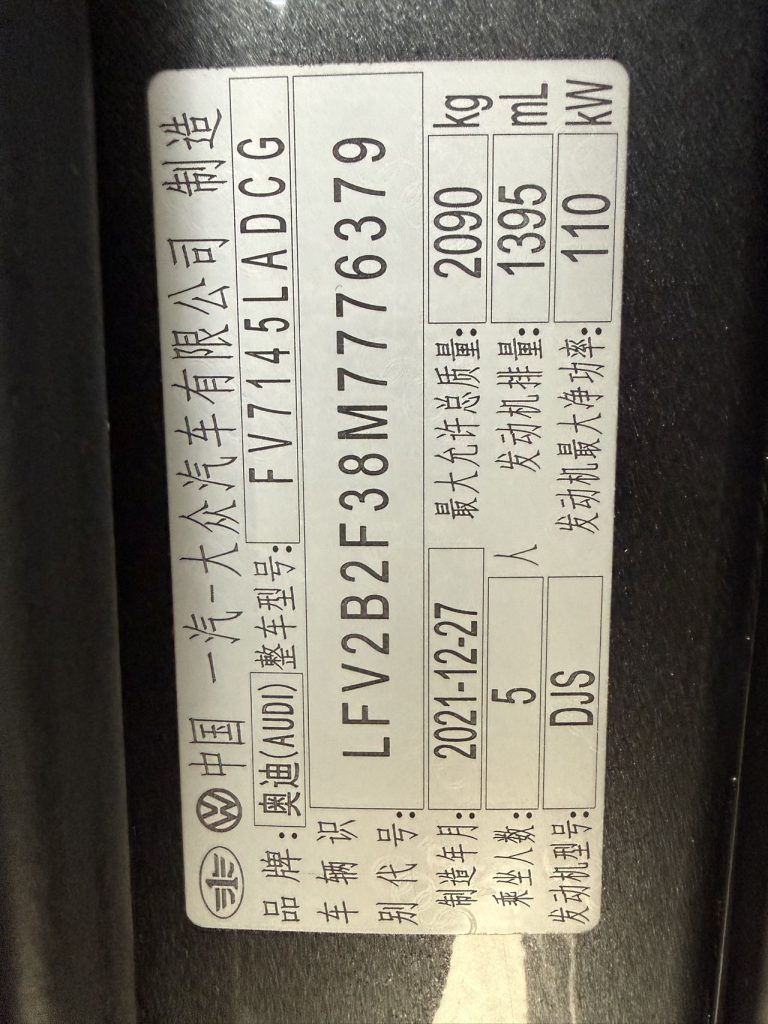 中国 一汽-大众汽车有限公司 制造
品牌: 奥迪(AUDI) 整车型号: FV7145LADCG
车辆识别代号: LFV2B2F38M7776379
制造年月: 2021-12-27 最大允许总质量: 2090 kg
乘坐人数: 5 人 发动机排量: 1395 mL
发动机型号: DJS 发动机最大净功率: 110 kW